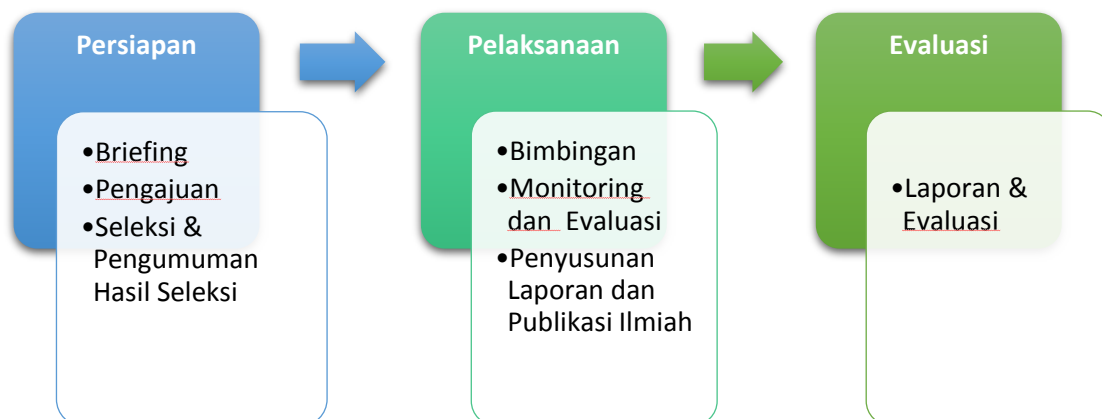 Persiapan
•Briefing
•Pengajuan
•Seleksi &
Pengumuman
Hasil Seleksi
Pelaksanaan
•Bimbingan
•Monitoring
dan Evaluasi
•Penyusunan
Laporan dan
Publikasi Ilmiah
Evaluasi
•Laporan &
Evaluasi